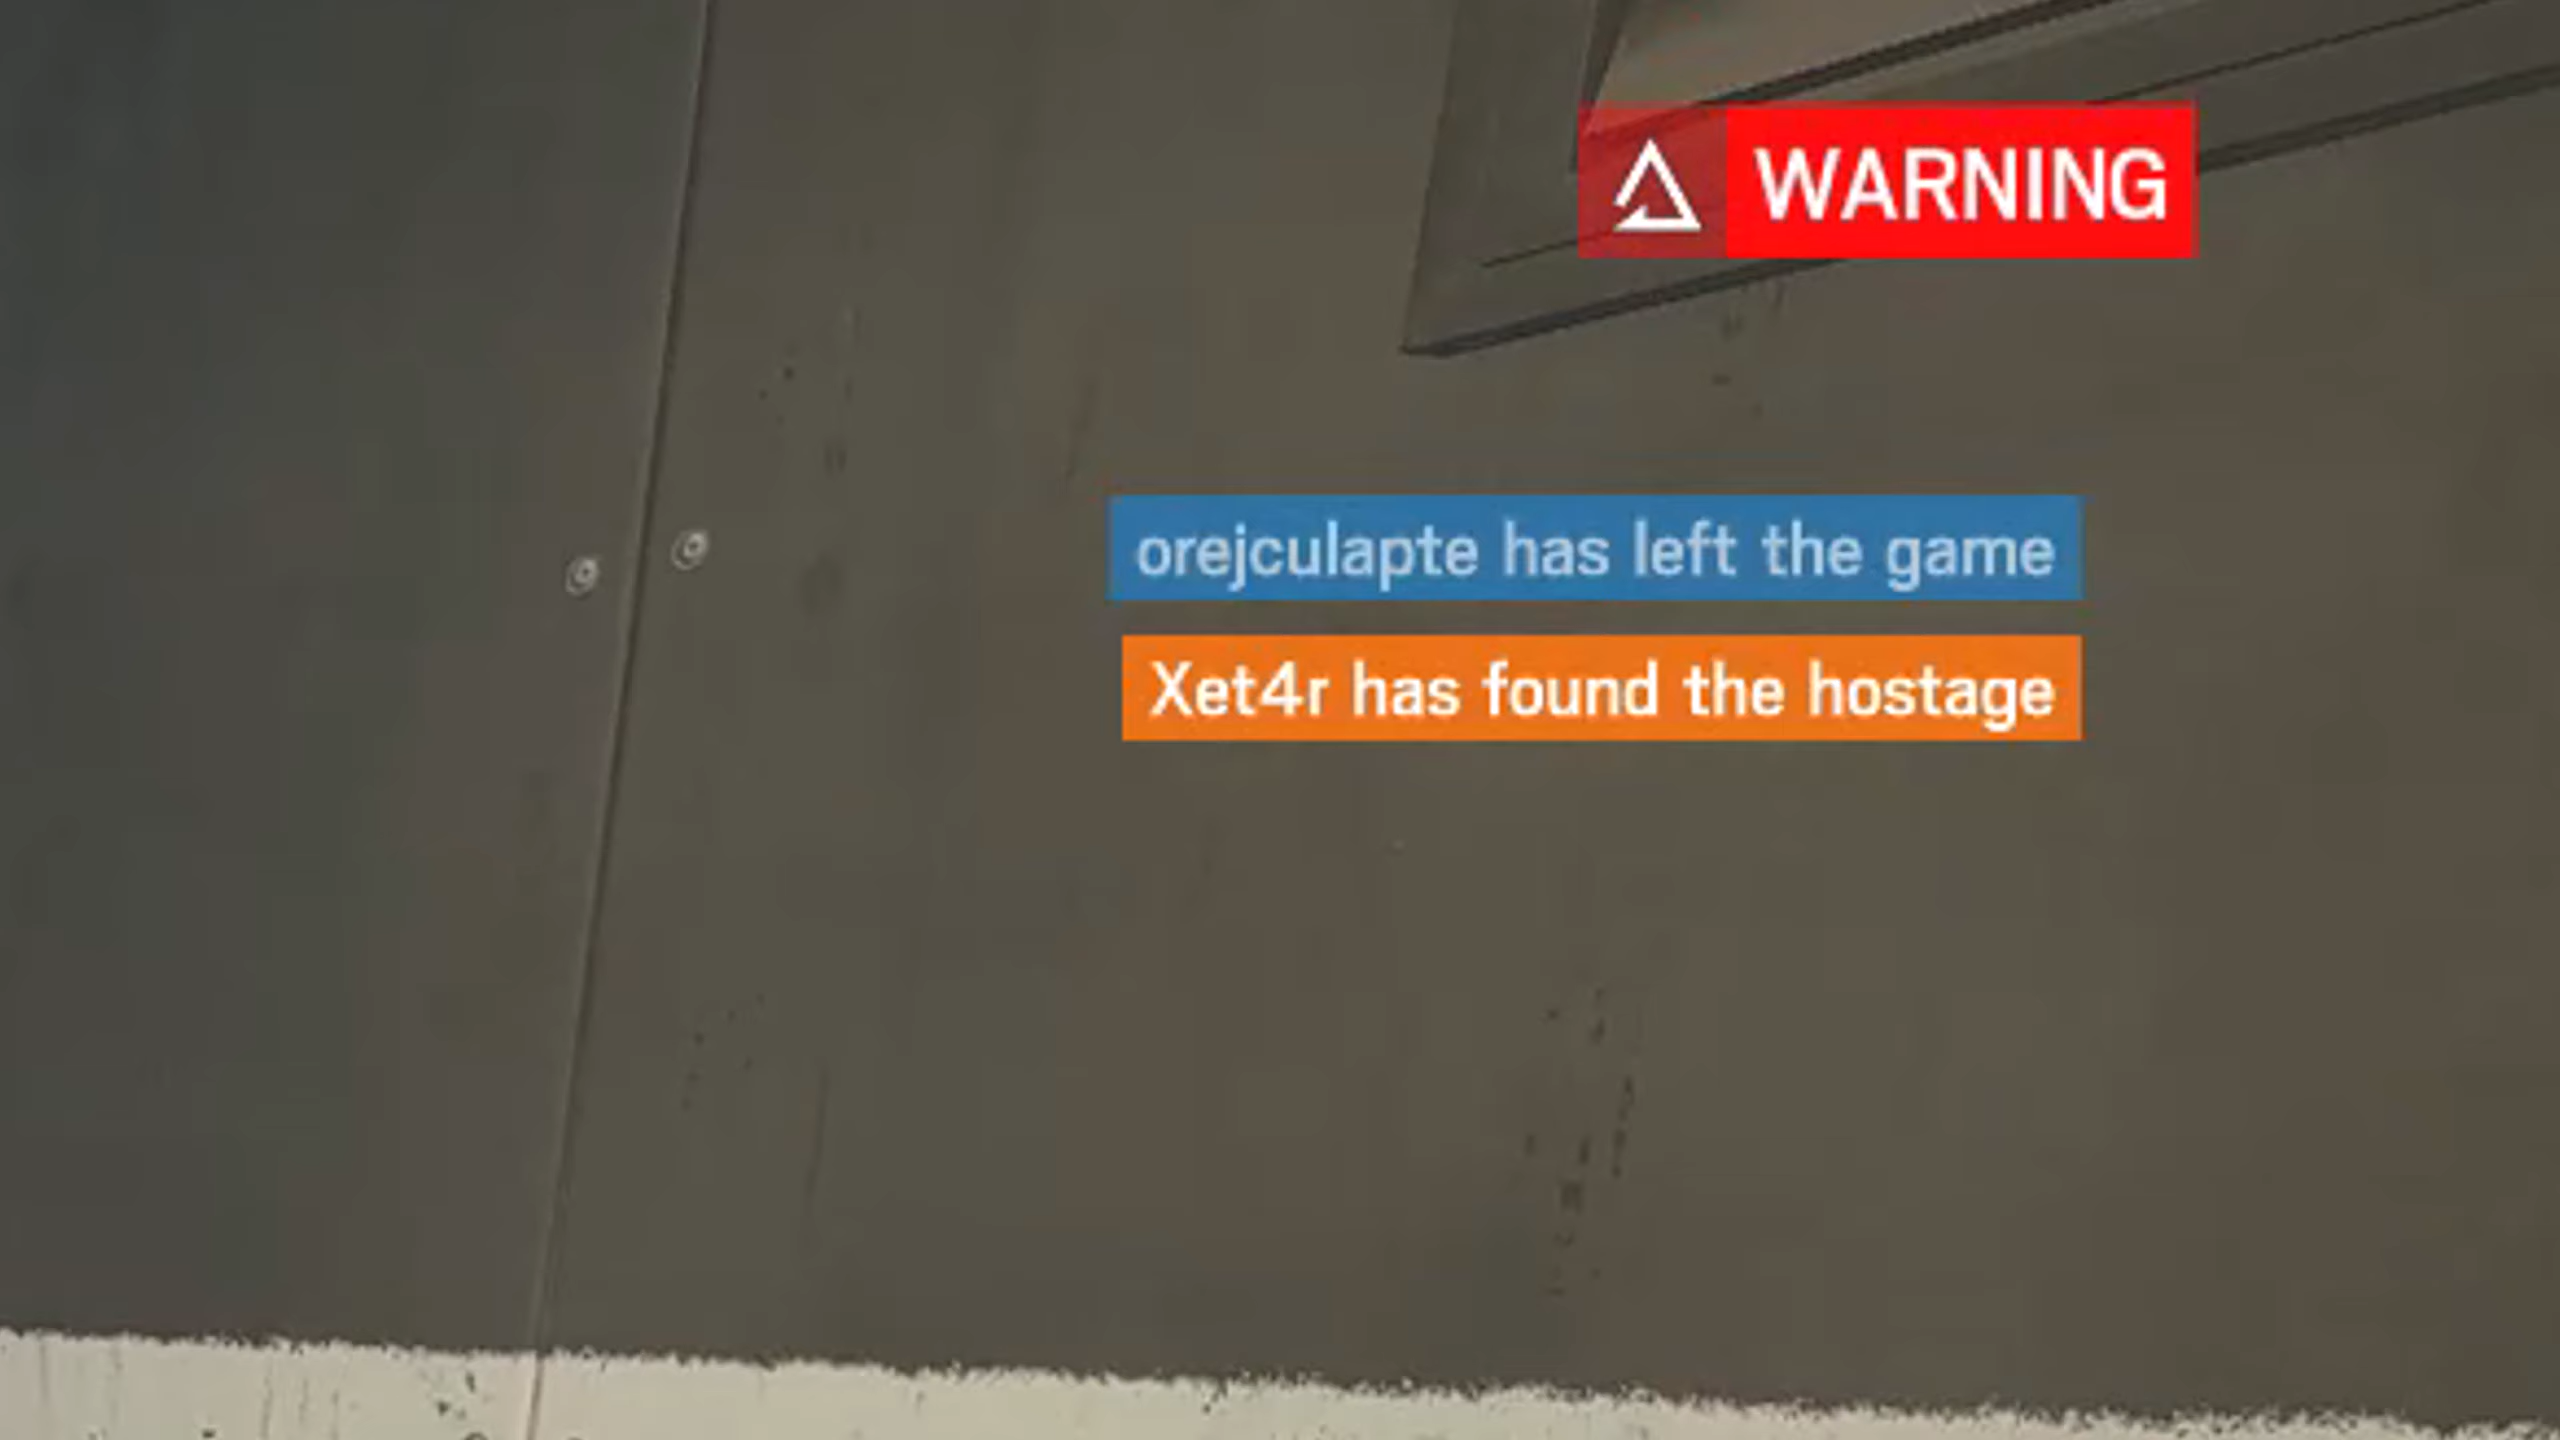 WARNING
orejculapte has left the game
Xet4r has found the hostage